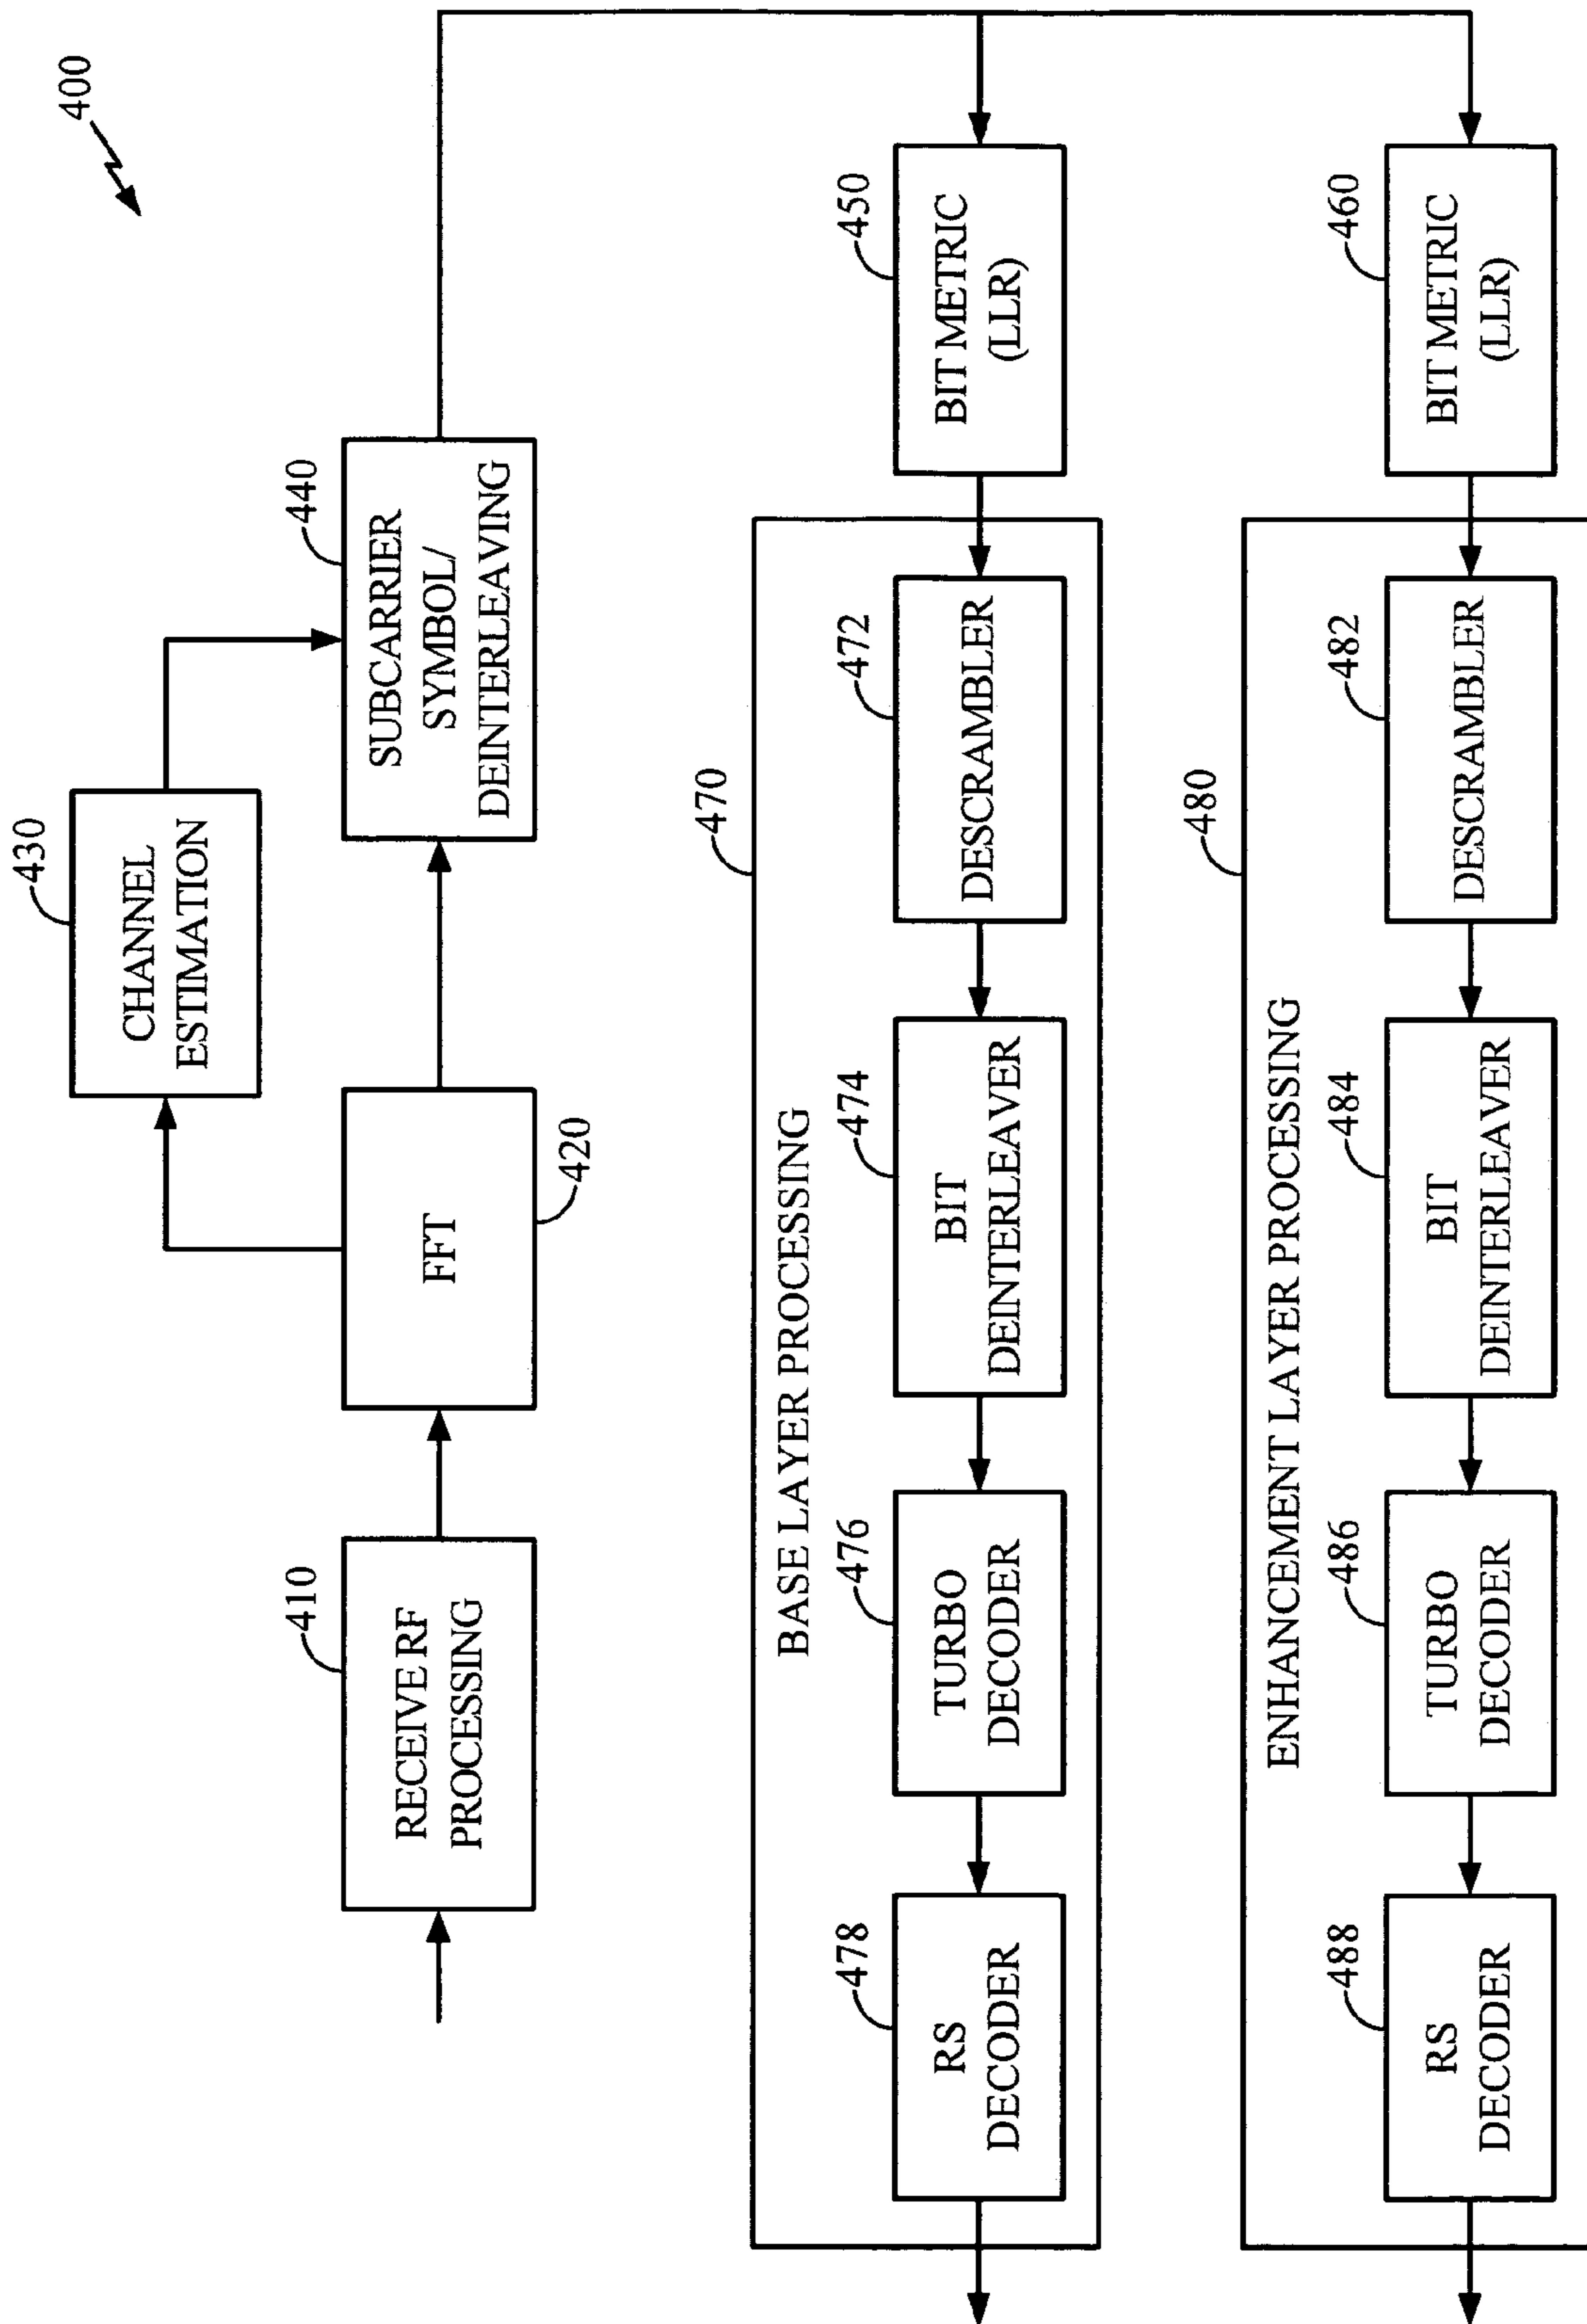 400
430
CHANNEL
ESTIMATION
410
RECEIVE RF
PROCESSING
FFT
420
440
SUBCARRIER
SYMBOL/
DEINTERLEAVING
470
BASE LAYER PROCESSING
478
RS
DECODER
476
TURBO
DECODER
474
BIT
DEINTERLEAVER
472
DESCRAMBLER
450
BIT METRIC
(LLR)
480
ENHANCEMENT LAYER PROCESSING
488
RS
DECODER
486
TURBO
DECODER
484
BIT
DEINTERLEAVER
482
DESCRAMBLER
460
BIT METRIC
(LLR)